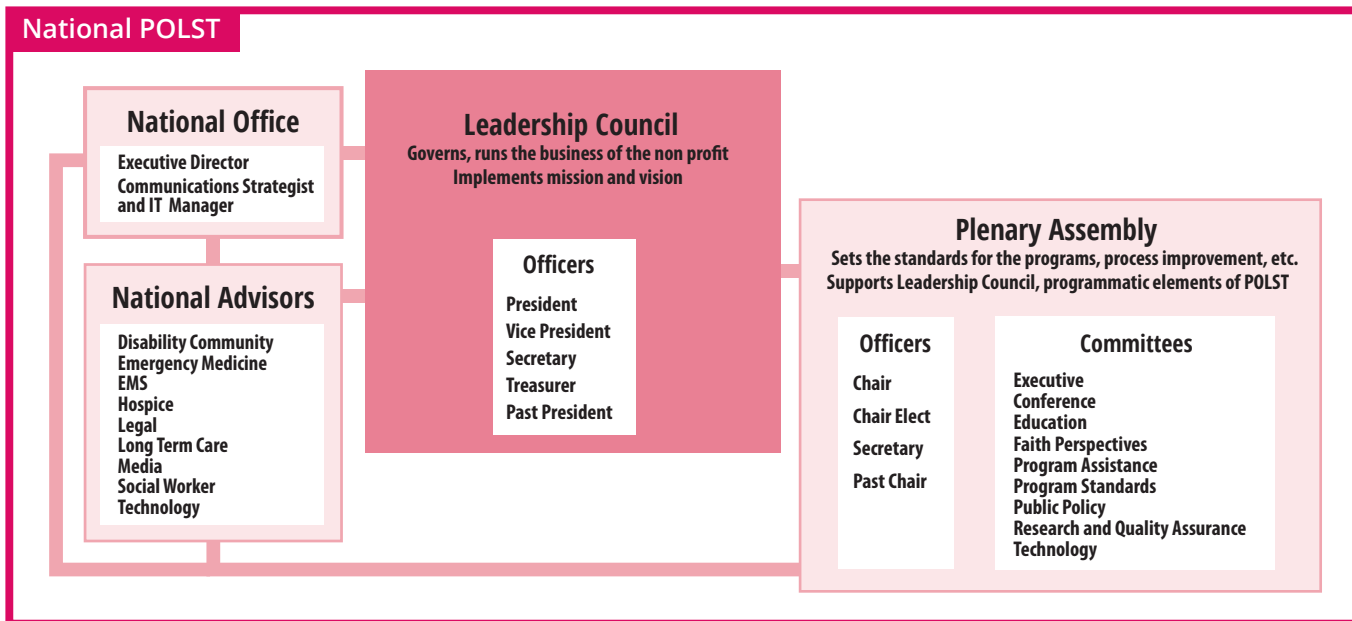 National POLST
National Office
Executive Director
Communications Strategist
and IT Manager
National Advisors
Disability Community
Emergency Medicine
EMS
Hospice
Legal
Long Term Care
Media
Social Worker
Technology
Leadership Council
Governs, runs the business of the non profit
Implements mission and vision
Officers
President
Vice President
Secretary
Treasurer
Past President
Plenary Assembly
Sets the standards for the programs, process improvement, etc.
Supports Leadership Council, programmatic elements of POLST
Officers
Chair
Chair Elect
Secretary
Past Chair
Committees
Executive
Conference
Education
Faith Perspectives
Program Assistance
Program Standards
Public Policy
Research and Quality Assurance
Technology